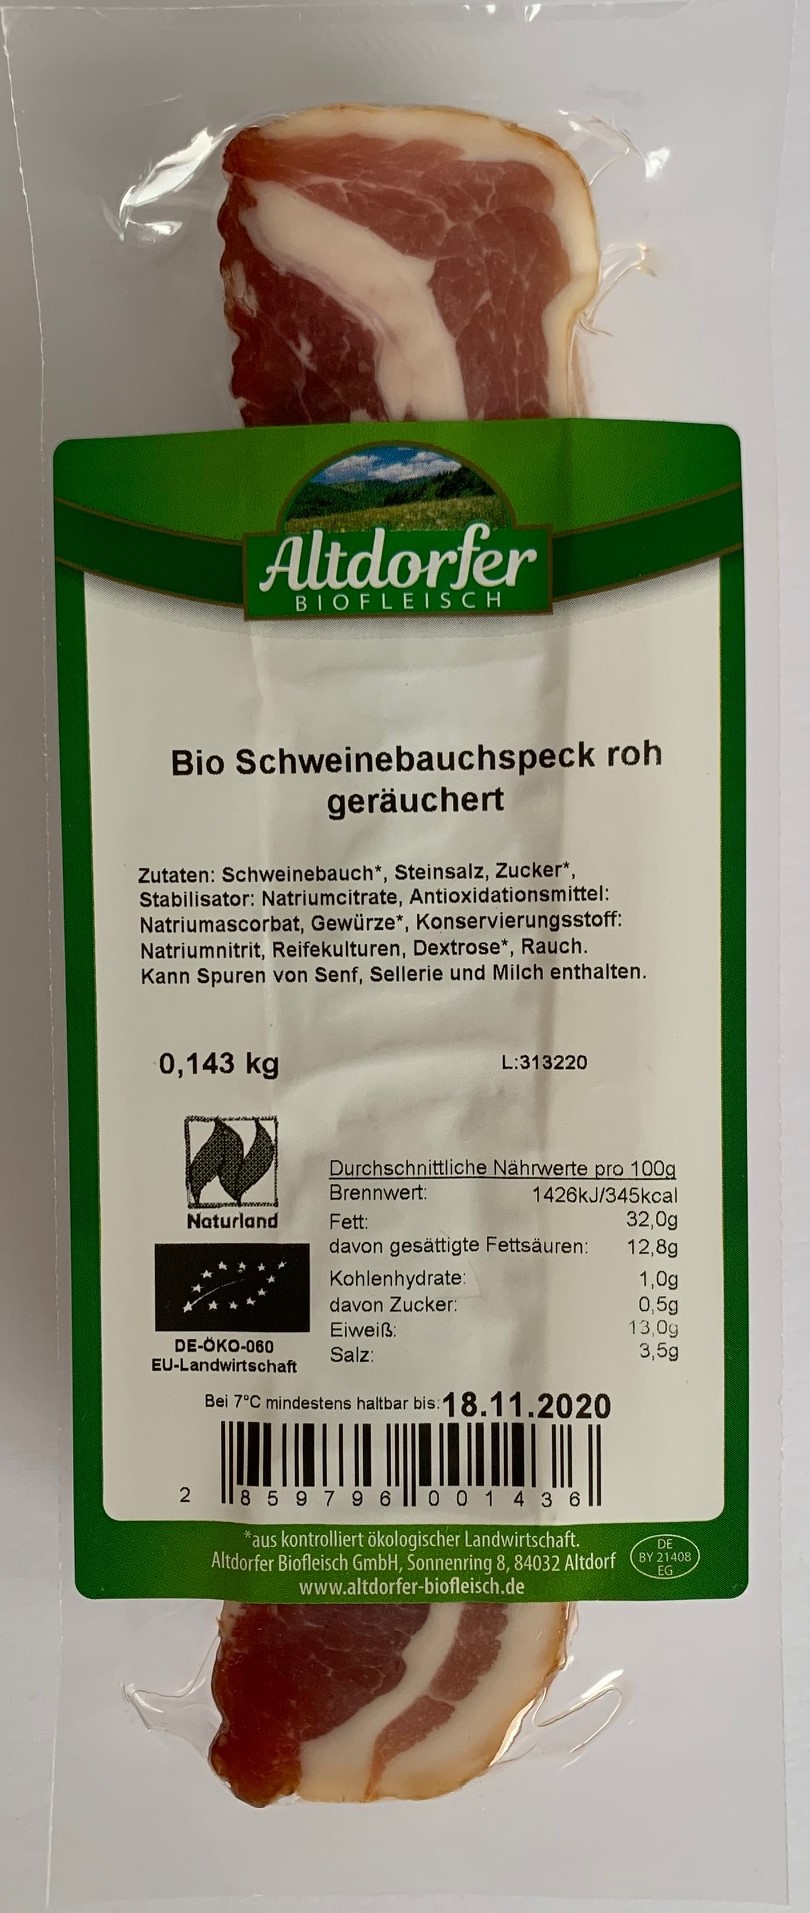 Altdorfer
BIOFLEISCH
Bio Schweinebauchspeck roh
geräuchert
Zutaten: Schweinebauch*, Steinsalz, Zucker*,
Stabilisator: Natriumcitrate, Antioxidationsmittel:
Natriumascorbat, Gewürze*, Konservierungsstoff:
Natriumnitrit, Reifekulturen, Dextrose*, Rauch.
Kann Spuren von Senf, Sellerie und Milch enthalten.
0,143 kg L:313220
Naturland
DE-ÖKO-060
EU-Landwirtschaft
Durchschnittliche Nährwerte pro 100g
Brennwert: 1426kJ/345kcal
Fett: 32,0g
davon gesättigte Fettsäuren: 12,8g
Kohlenhydrate: 1,0g
davon Zucker: 0,5g
Eiweiß: 13,0g
Salz: 3,5g
Bei 7°C mindestens haltbar bis: 18.11.2020
2 859796 001436
*aus kontrolliert ökologischer Landwirtschaft.
Altdorfer Biofleisch GmbH, Sonnenring 8, 84032 Altdorf
www.altdorfer-biofleisch.de
DE
BY 21408
EG